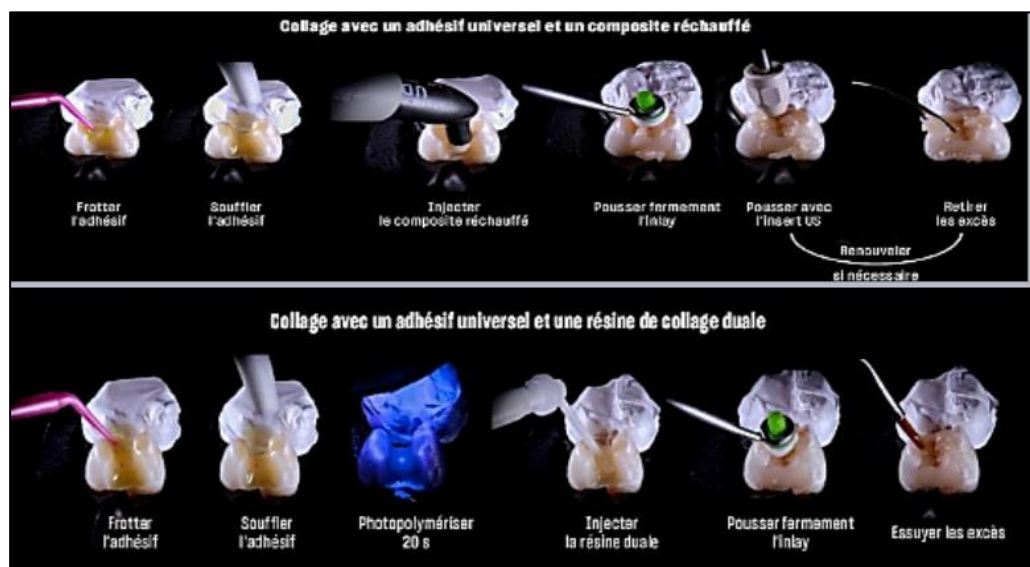 Collage avec un adhésif universel et un composite réchauffé
Frotter
l'adhésif
Souffler
l'adhésif
Injecter
le composite réchauffé
Pousser fermement
l'inlay
Pousser avec
l'insert US
Retirer
les excès
Renouveler
si nécessaire
Collage avec un adhésif universel et une résine de collage duale
Frotter
l'adhésif
Souffler
l'adhésif
Photopolymériser
20 s
Injecter
la résine duale
Pousser fermement
l'inlay
Essuyer les excès